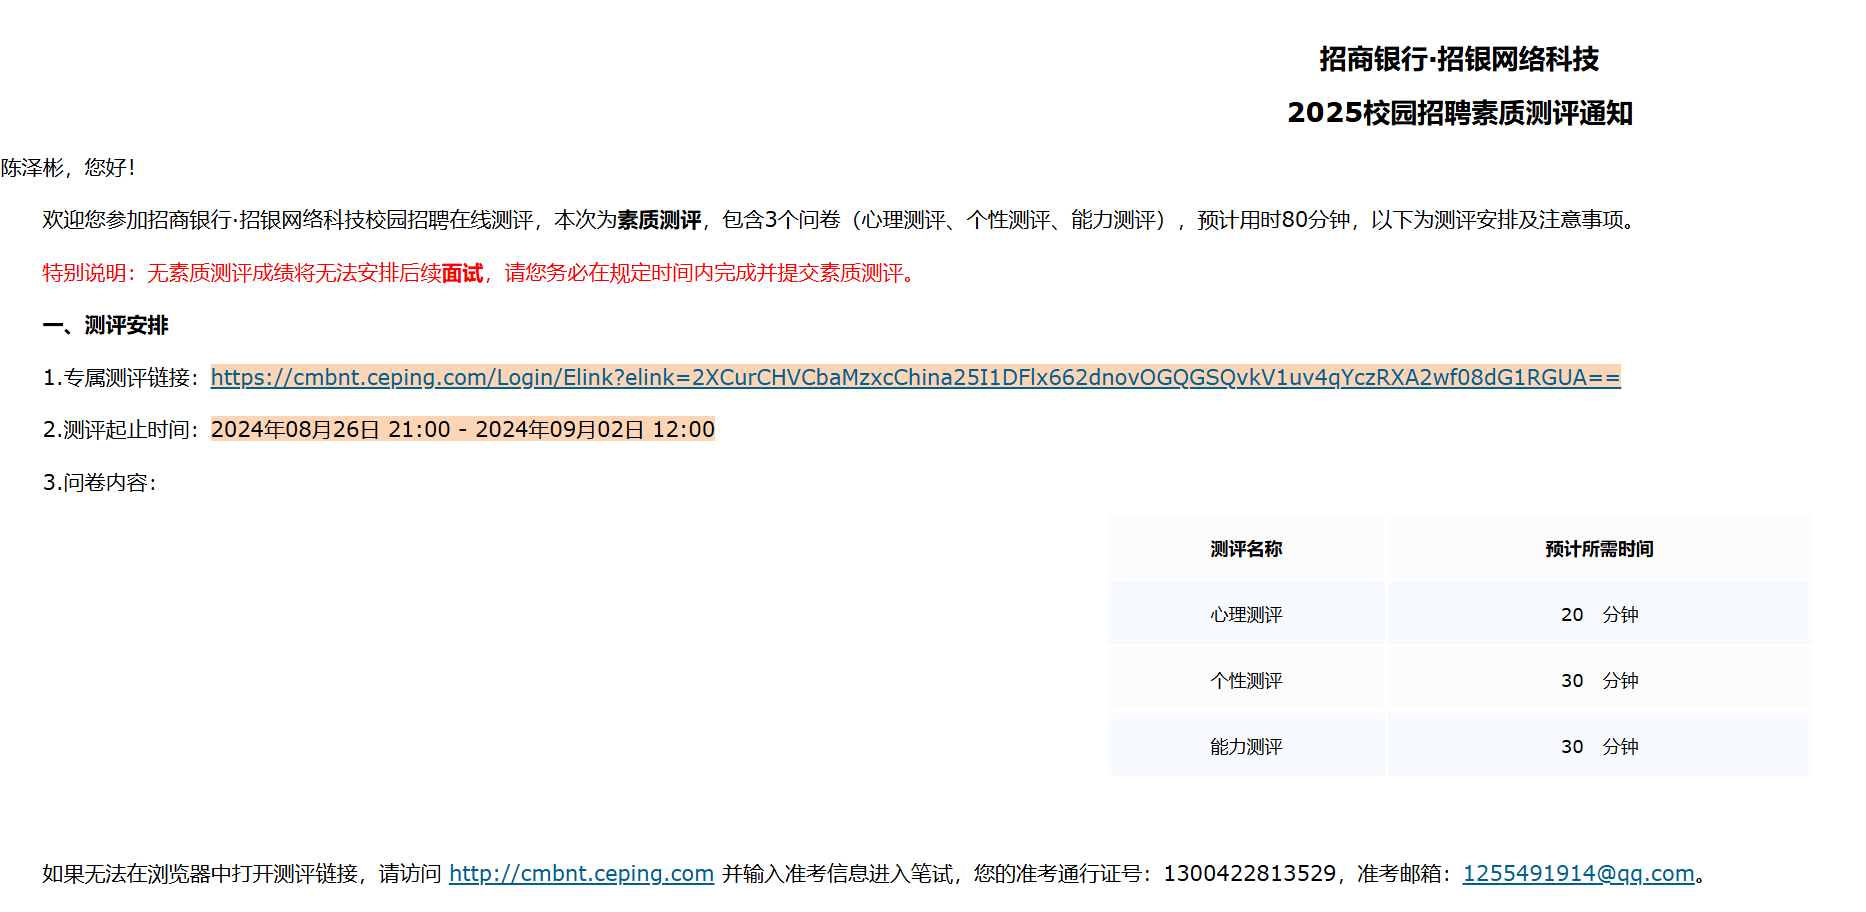 招商银行·招银网络科技
2025校园招聘素质测评通知
陈泽彬，您好！
欢迎您参加招商银行·招银网络科技校园招聘在线测评，本次为素质测评，包含3个问卷（心理测评、个性测评、能力测评），预计用时80分钟，以下为测评安排及注意事项。
特别说明：无素质测评成绩将无法安排后续面试，请您务必在规定时间内完成并提交素质测评。
一、测评安排
1.专属测评链接：https://cmbnt.ceping.com/Login/Elink?elink=2XCurCHVCbaMzxcChina25I1DFlx662dnovOGQGSQvkV1uv4qYczRXA2wf08dG1RGUA==
2.测评起止时间：2024年08月26日 21:00 - 2024年09月02日 12:00
3.问卷内容：
测评名称 预计所需时间
心理测评 20 分钟
个性测评 30 分钟
能力测评 30 分钟
如果无法在浏览器中打开测评链接，请访问 http://cmbnt.ceping.com 并输入准考信息进入笔试，您的准考通行证号：1300422813529，准考邮箱：1255491914@qq.com。